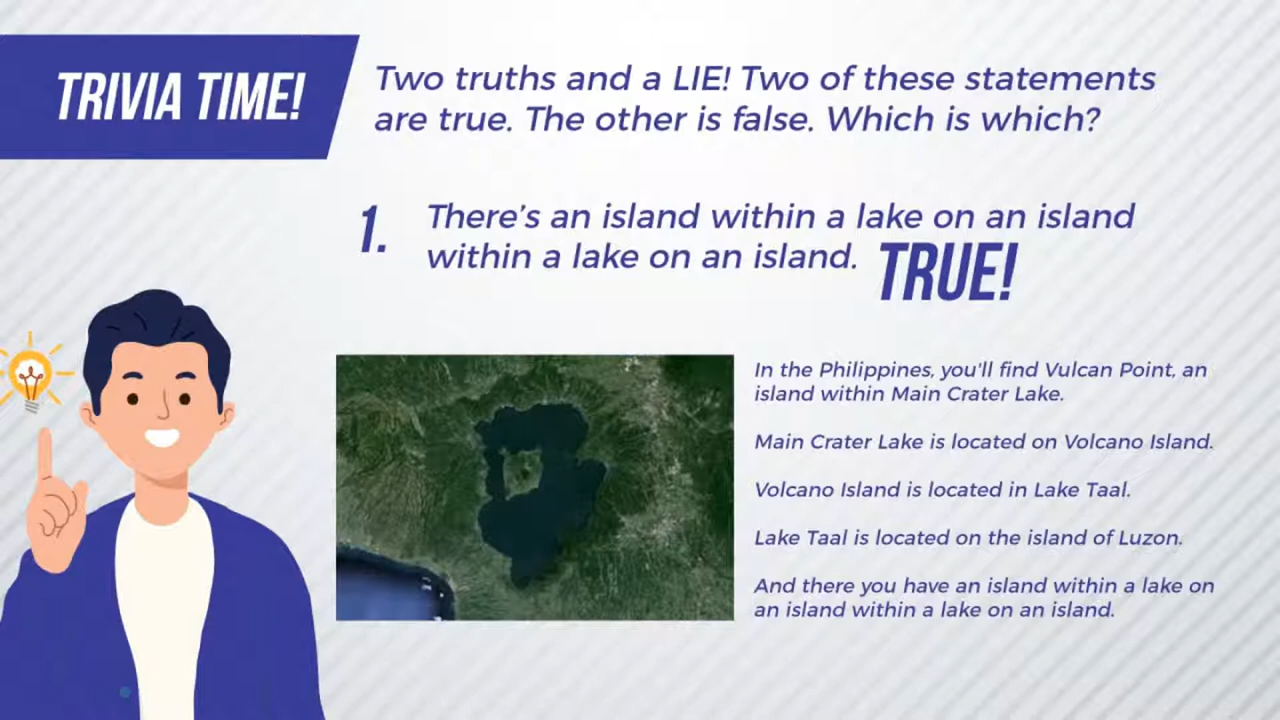 TRIVIA TIME!
Two truths and a LIE! Two of these statements
are true. The other is false. Which is which?
1. There's an island within a lake on an island
within a lake on an island. TRUE!
In the Philippines, you'll find Vulcan Point, an
island within Main Crater Lake.
Main Crater Lake is located on Volcano Island.
Volcano Island is located in Lake Taal.
Lake Taal is located on the island of Luzon.
And there you have an island within a lake on
an island within a lake on an island.